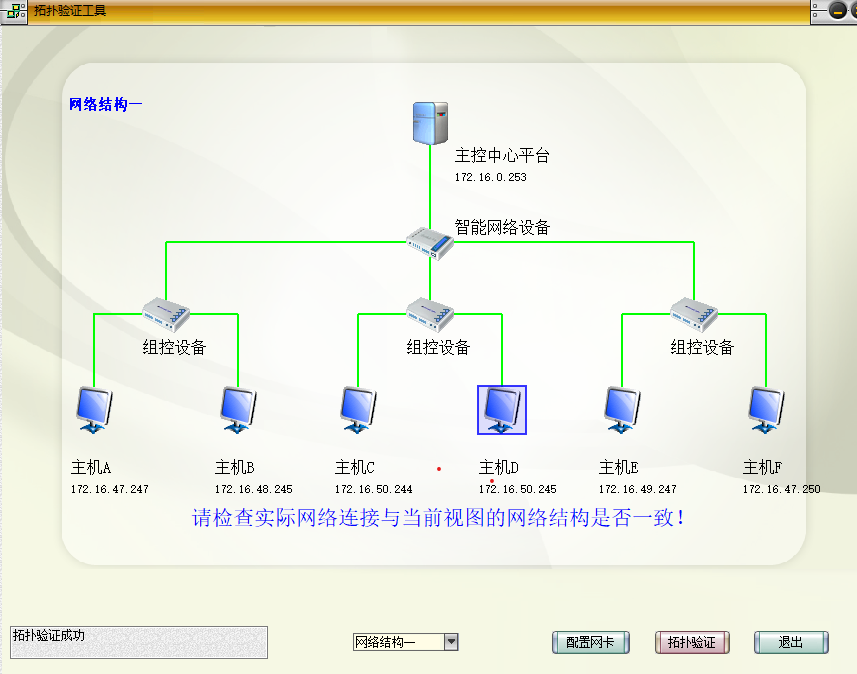 拓扑验证工具
网络结构一
主控中心平台
172.16.0.253
智能网络设备
组控设备 组控设备 组控设备
主机A 主机B 主机C 主机D 主机E 主机F
172.16.47.247 172.16.48.245 172.16.50.244 172.16.50.245 172.16.49.247 172.16.47.250
请检查实际网络连接与当前视图的网络结构是否一致!
拓扑验证成功
网络结构一
配置网卡 拓扑验证 退出